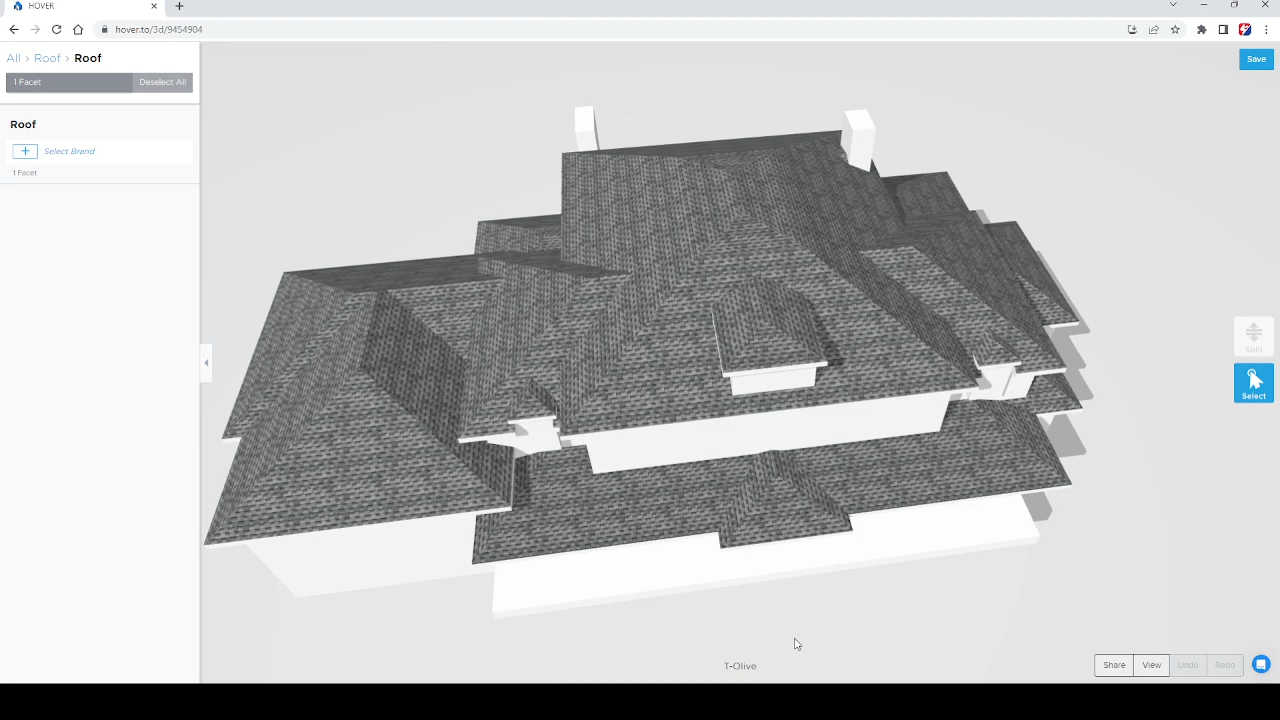 HOVER
hover.to/3d/9454904
All › Roof › Roof
1 Facet
Deselect All
Save
Roof
Select Brand
1 Facet
Split
Select
T-Olive
Share
View
Undo
Redo